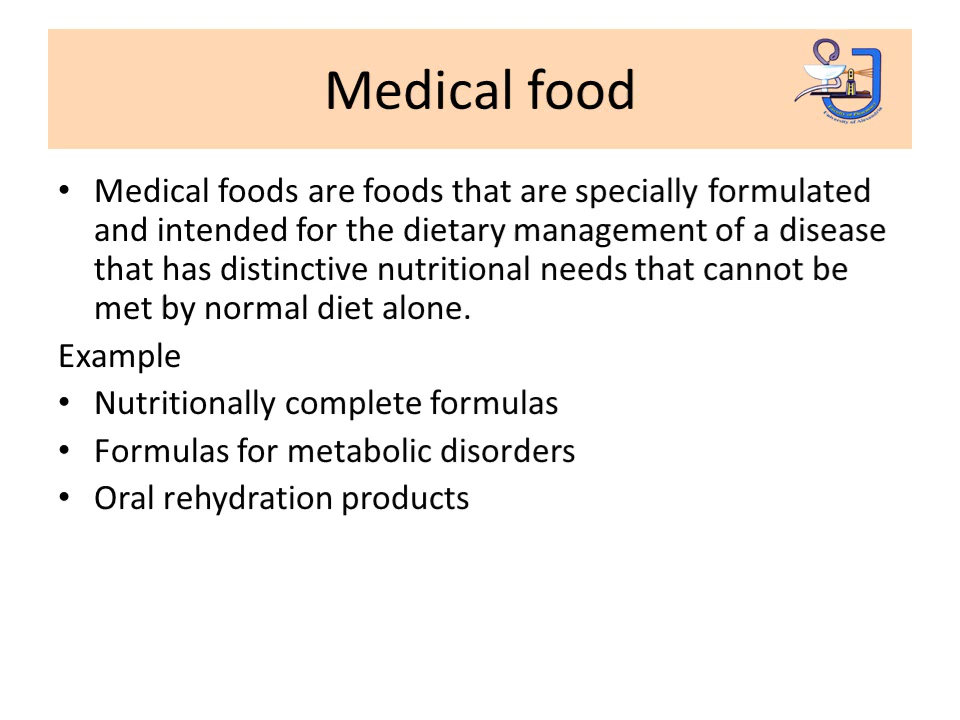 Medical food
• Medical foods are foods that are specially formulated
and intended for the dietary management of a disease
that has distinctive nutritional needs that cannot be
met by normal diet alone.
Example
• Nutritionally complete formulas
• Formulas for metabolic disorders
• Oral rehydration products